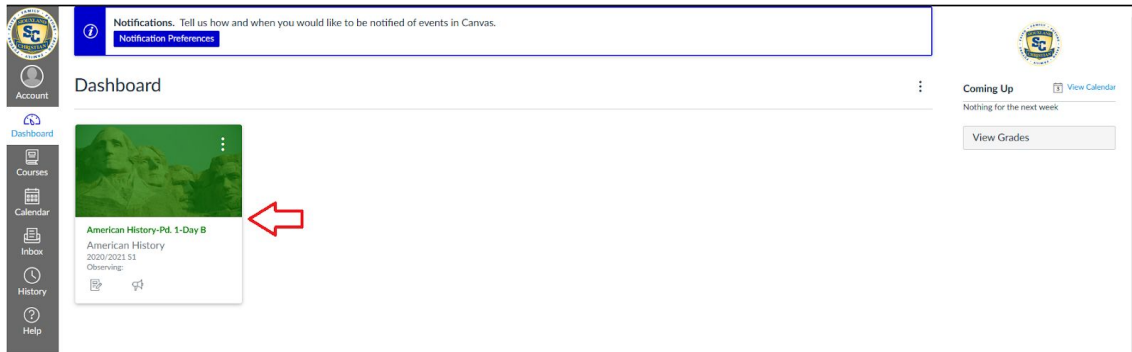 SC
Account
Dashboard
Courses
Calendar
Inbox
History
Help
Notifications. Tell us how and when you would like to be notified of events in Canvas.
Notification Preferences
Dashboard
American History-Pd. 1-Day B
American History
2020/2021 S1
Observing:
SC
Coming Up
View Calendar
Nothing for the next week
View Grades